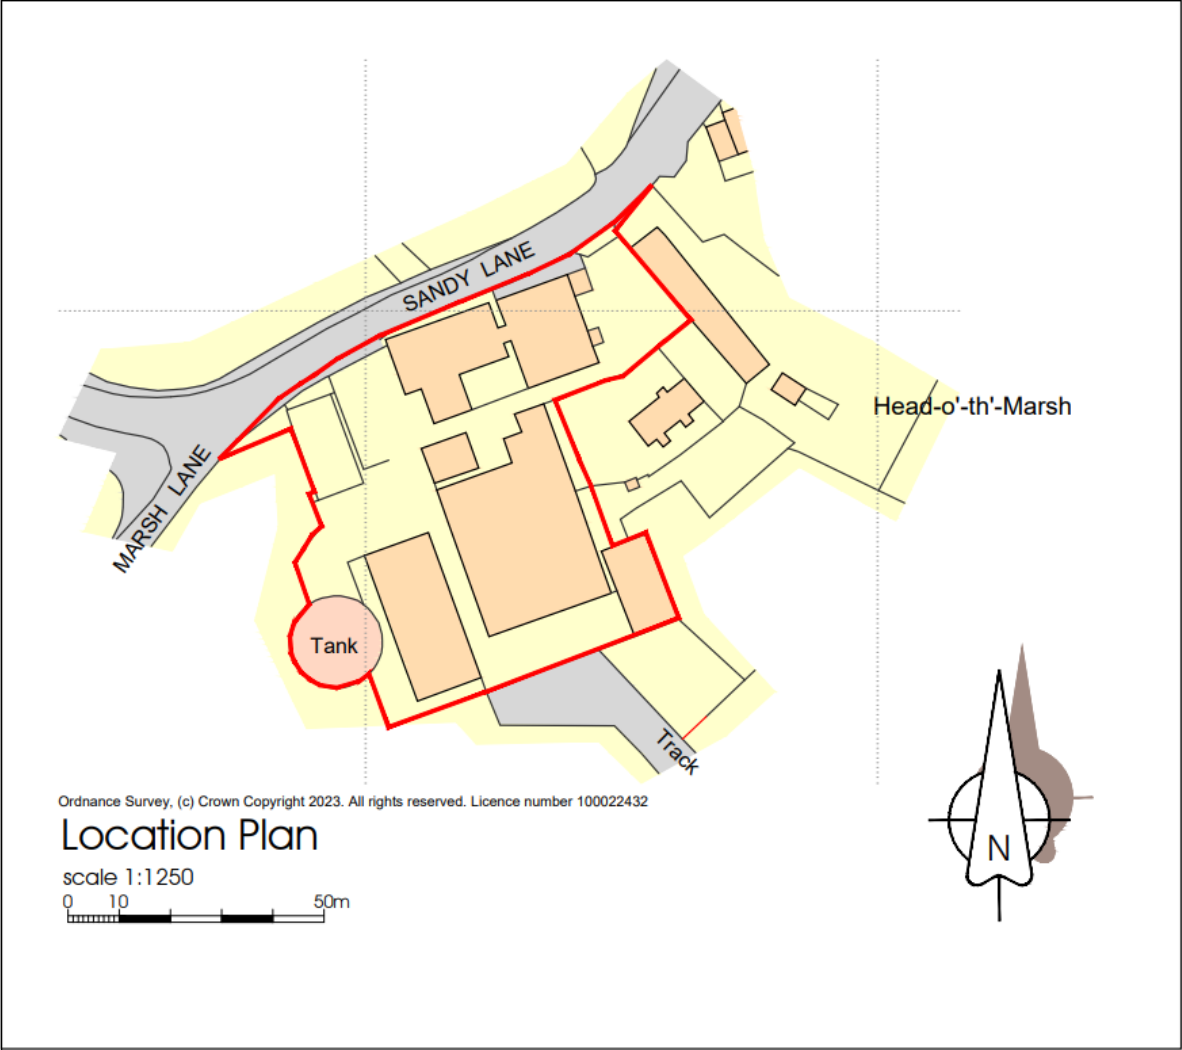 SANDY LANE
Head-o'-th'-Marsh
MARSH LANE
Tank
Track
Ordnance Survey, (c) Crown Copyright 2023. All rights reserved. Licence number 100022432
Location Plan
scale 1:1250
0 10 50m
N